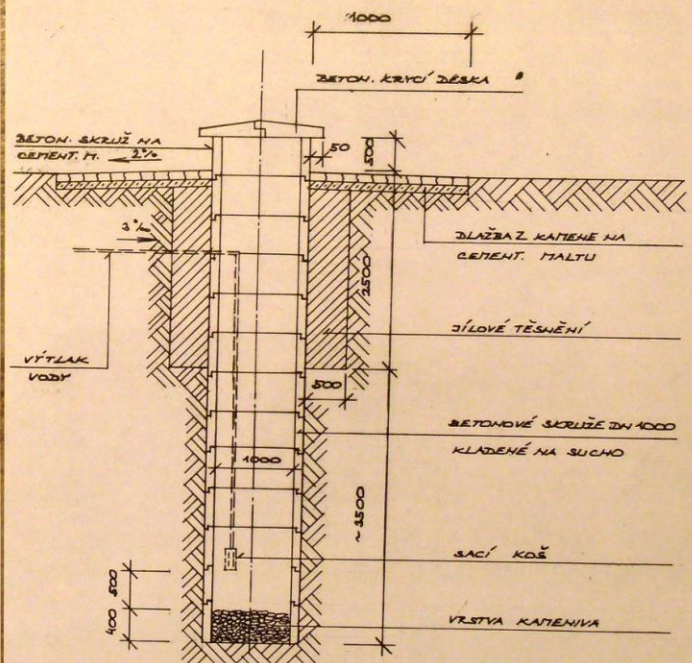 1000
BETON. KRYCÍ DESKA
BETON. SKRUŽ NA
CEMENT. M. 2%
50
500
3%
DLAŽBA Z KAMENE NA
CEMENT. MALTU
2500
JÍLOVÉ TĚSNĚNÍ
VÝTLAK
VODY
500
BETONOVÉ SKRUŽE DN 1000
KLADENÉ NA SUCHO
1000
~3500
SACÍ KOŠ
500
400
VRSTVA KAMENIVA